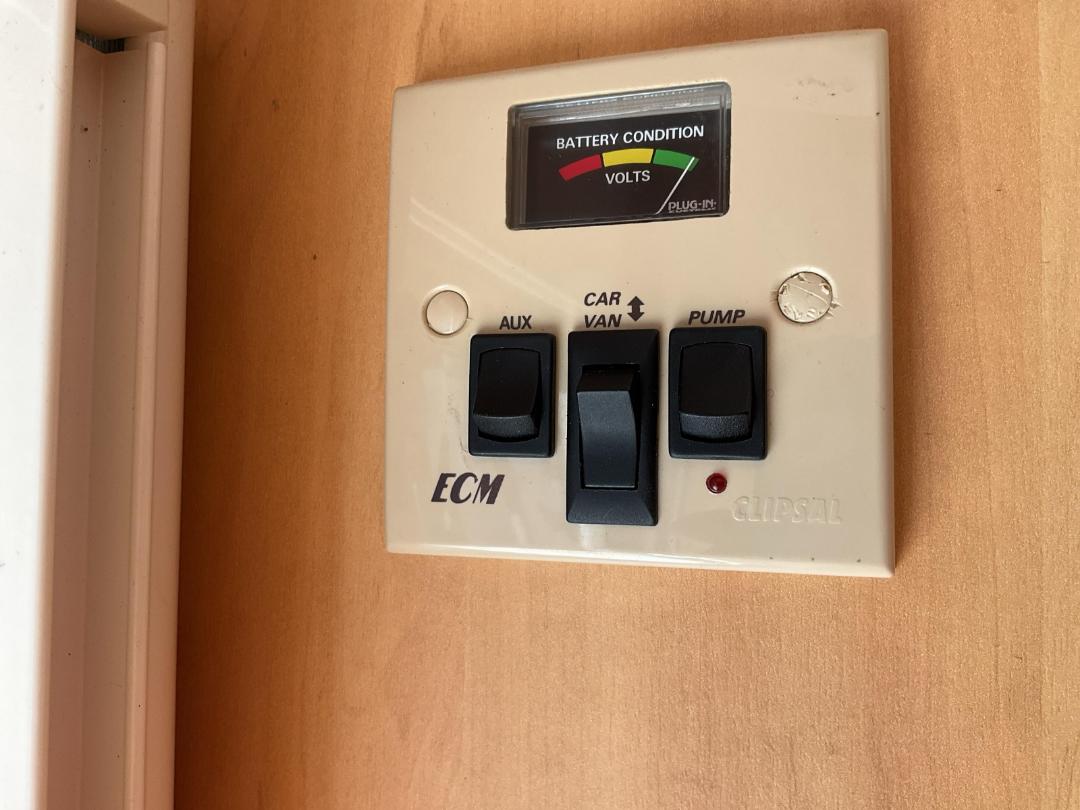 BATTERY CONDITION
VOLTS
PLUG-IN-
CAR
VAN
AUX
PUMP
ECM
CLIPSAL